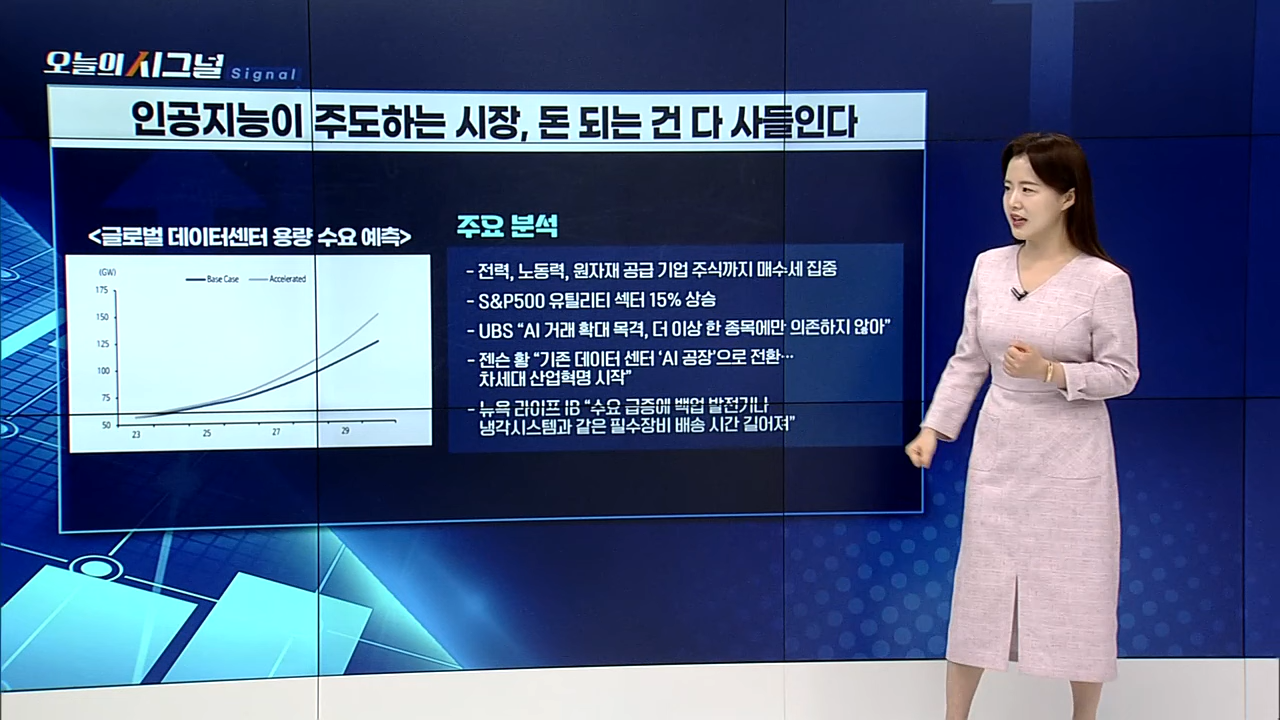 오늘의 시그널 Signal
인공지능이 주도하는 시장, 돈 되는 건 다 사들인다
<글로벌 데이터센터 용량 수요 예측>
(GW)
Base Case
Accelerated
175
150
125
100
75
50
23
25
27
29
주요 분석
- 전력, 노동력, 원자재 공급 기업 주식까지 매수세 집중
- S&P500 유틸리티 섹터 15% 상승
- UBS “AI 거래 확대 목격, 더 이상 한 종목에만 의존하지 않아”
- 젠슨 황 “기존 데이터 센터 ‘AI 공장’으로 전환…
차세대 산업혁명 시작”
- 뉴욕 라이프 IB “수요 급증에 백업 발전기나
냉각시스템과 같은 필수장비 배송 시간 길어져”